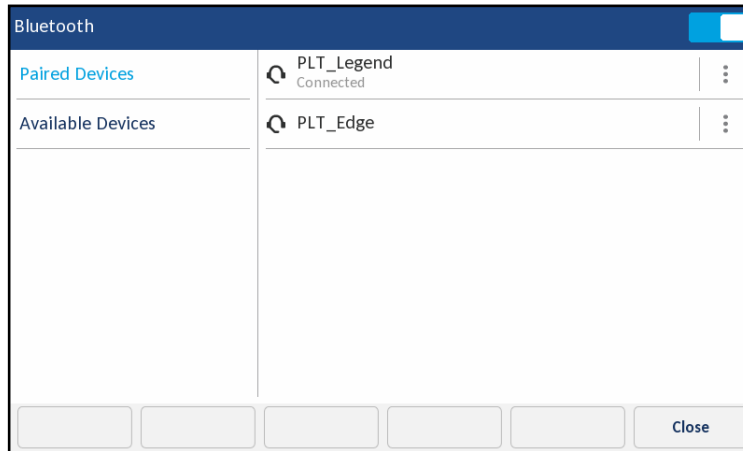 Bluetooth
Paired Devices
Available Devices
PLT_Legend
Connected
PLT_Edge
Close